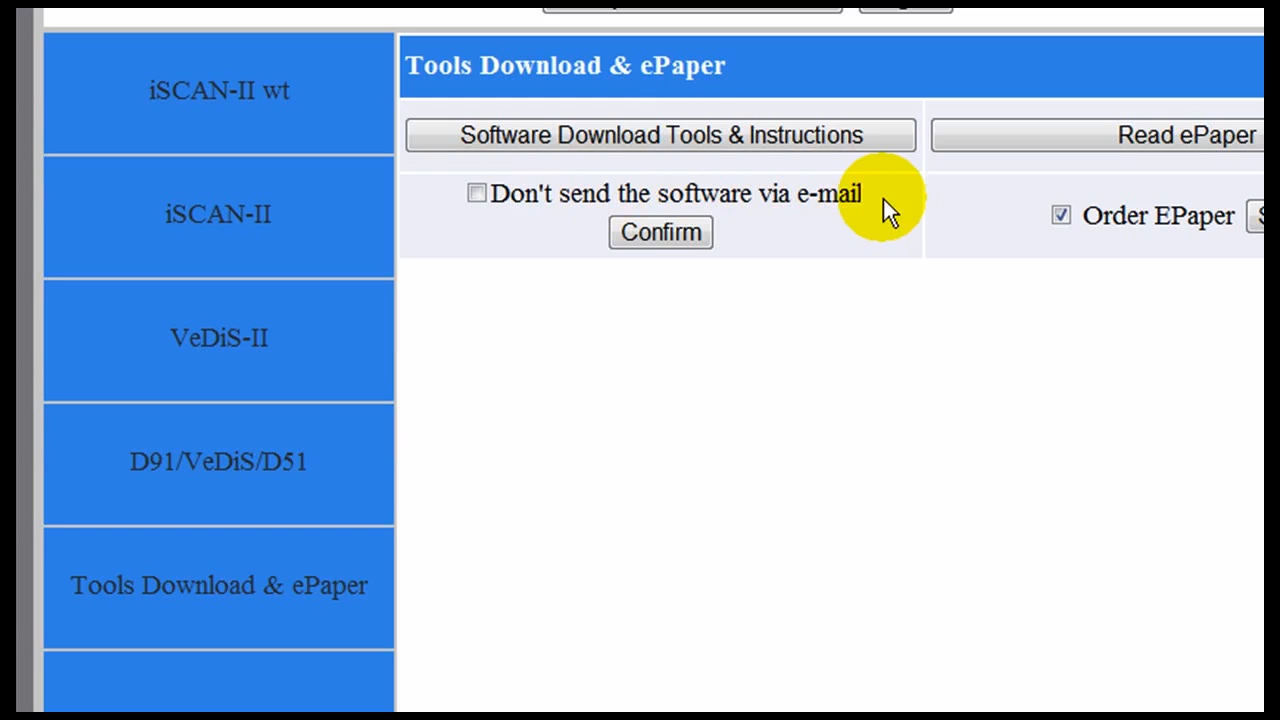 iSCAN-II wt
iSCAN-II
VeDiS-II
D91/VeDiS/D51
Tools Download & ePaper
Tools Download & ePaper
Software Download Tools & Instructions
Read ePaper
Don't send the software via e-mail
Confirm
Order EPaper